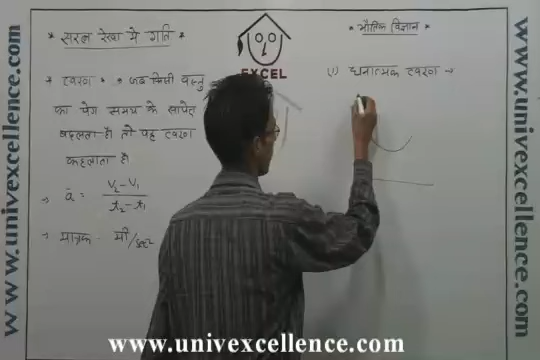 * सरल रेखा में गति *
* भौतिक विज्ञान *
EXCEL
* त्वरण * जब किसी वस्तु
का वेग समय के सापेक्ष
बदलता है तो वह त्वरण
कहलाता है
→ a = V₂ - V₁ / t₂ - t₁
→ मात्रक - मी/sec²
(1) धनात्मक त्वरण →
www.univexcellence.com
www.univexcellence.com
www.univexcellence.com